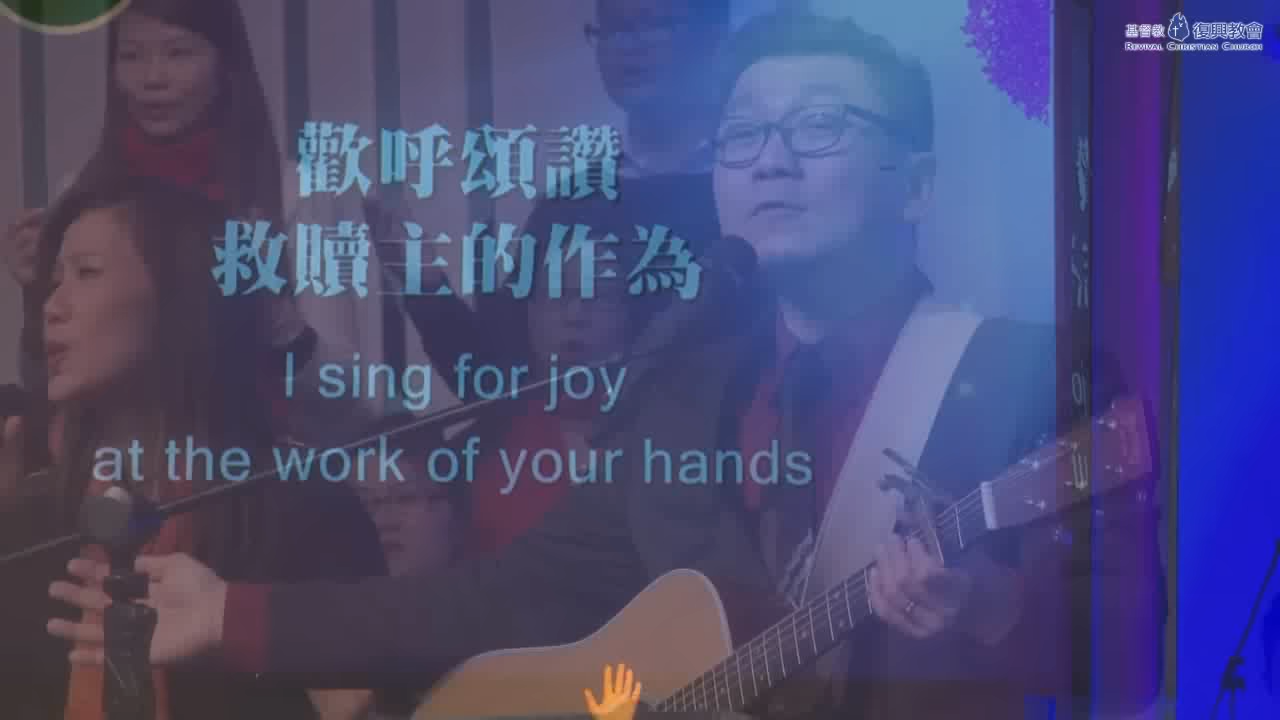 基督教 復興教會
REVIVAL CHRISTIAN CHURCH
歡呼頌讚
救贖主的作為
I sing for joy
at the work of your hands